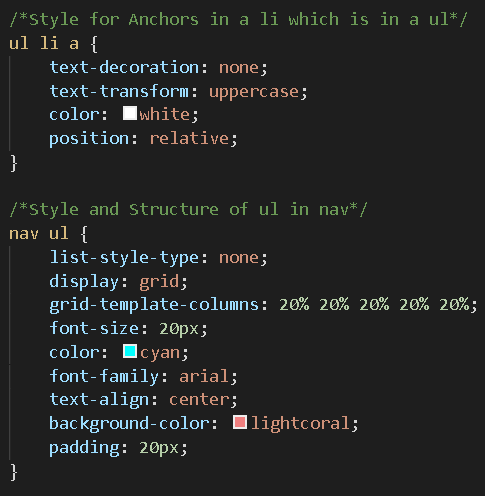 /*Style for Anchors in a li which is in a ul*/
ul li a {
    text-decoration: none;
    text-transform: uppercase;
    color: white;
    position: relative;
}

/*Style and Structure of ul in nav*/
nav ul {
    list-style-type: none;
    display: grid;
    grid-template-columns: 20% 20% 20% 20% 20%;
    font-size: 20px;
    color: cyan;
    font-family: arial;
    text-align: center;
    background-color: lightcoral;
    padding: 20px;
}